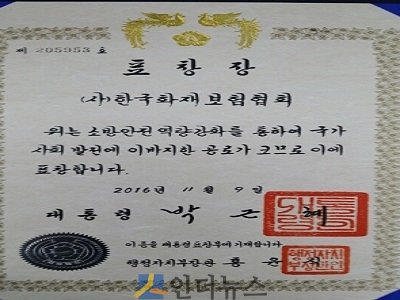 제 205953 호
표 창 장
(사)한국화재보험협회
위는 소방안전 역량강화를 통하여 국가
사회 발전에 이바지한 공로가 크므로 이에
표창합니다.
2016년 11월 9일
대통령 박 근 혜
이 증을 대통령표창부에 기재합니다
행정자치부장관 홍 윤 식
인더뉴스